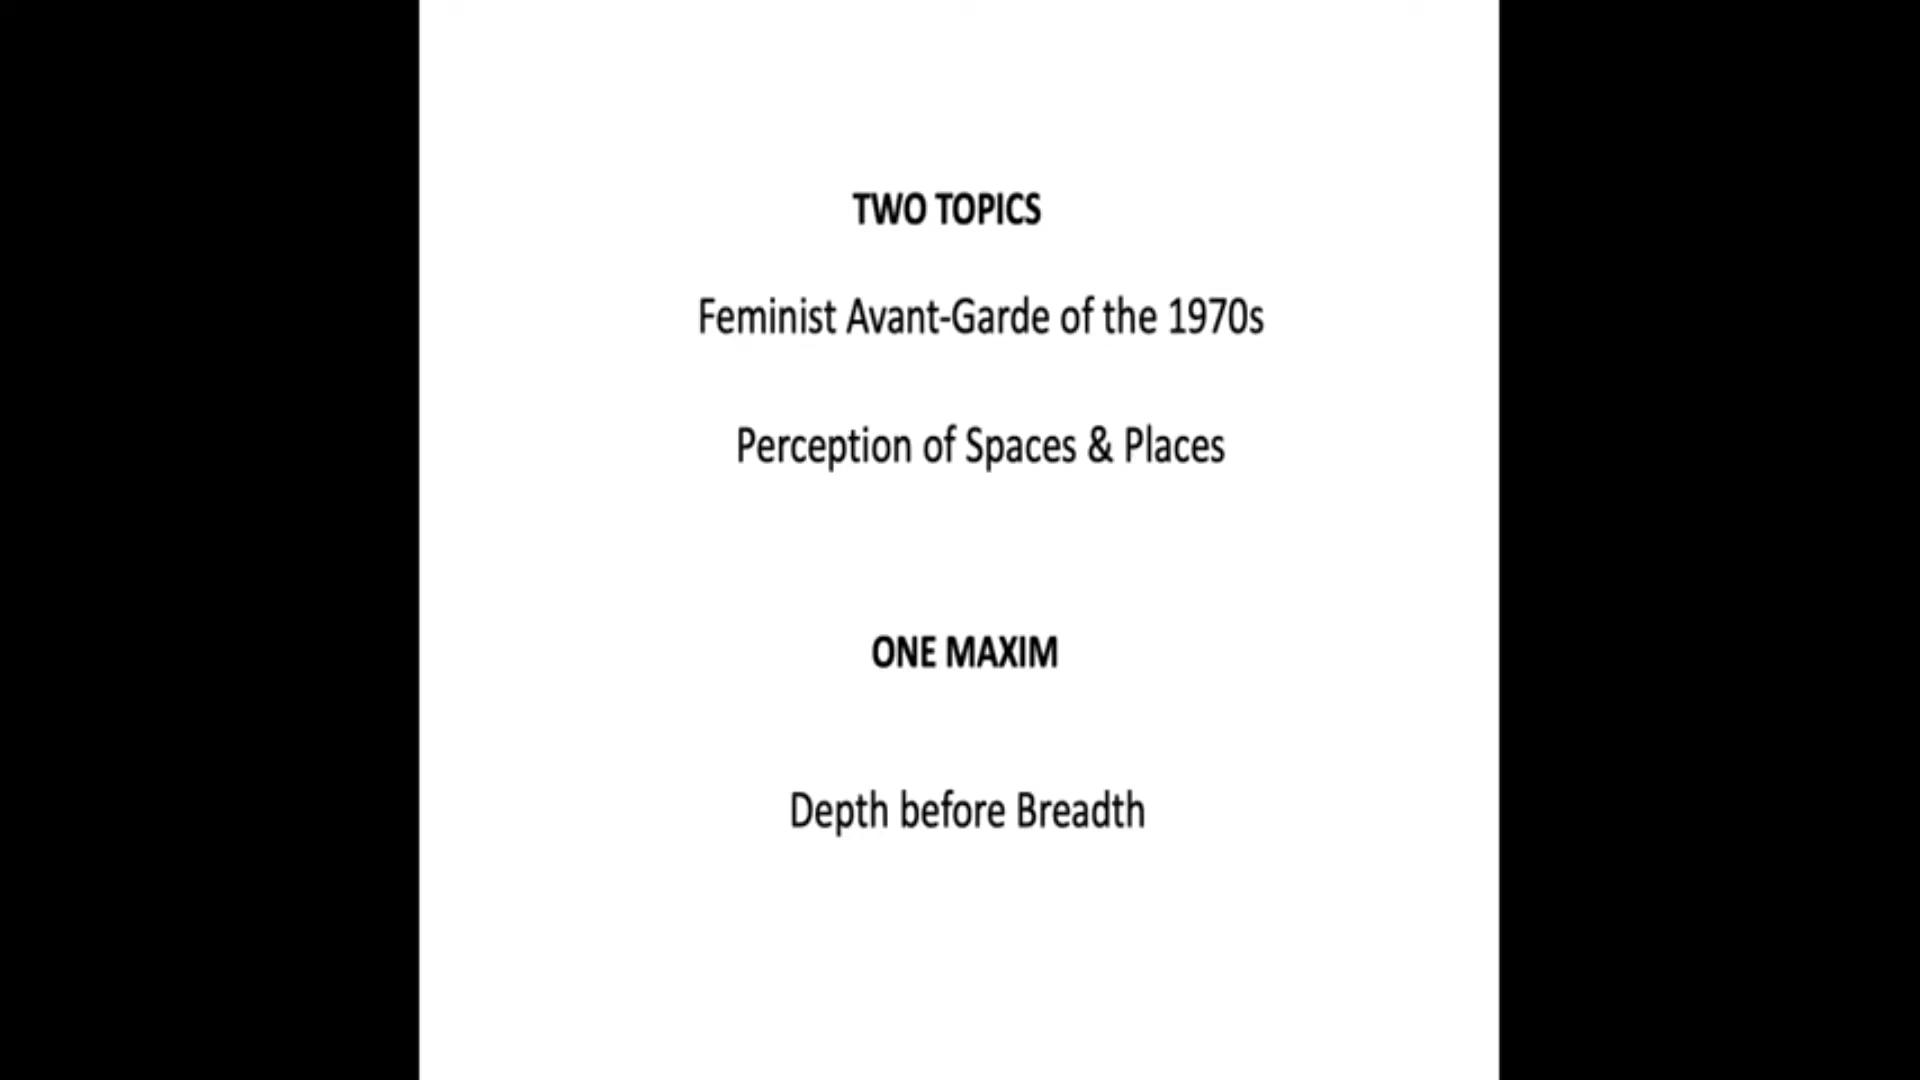 TWO TOPICS
Feminist Avant-Garde of the 1970s
Perception of Spaces & Places
ONE MAXIM
Depth before Breadth